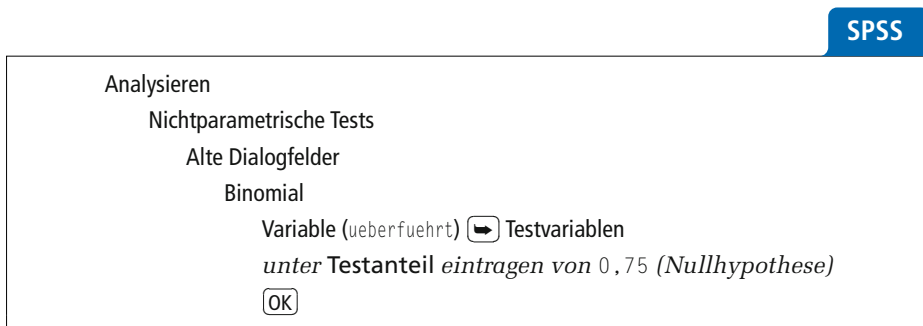 SPSS
Analysieren
Nichtparametrische Tests
Alte Dialogfelder
Binomial
Variable (ueberfuehrt) ➥ Testvariablen
unter Testanteil eintragen von 0,75 (Nullhypothese)
OK